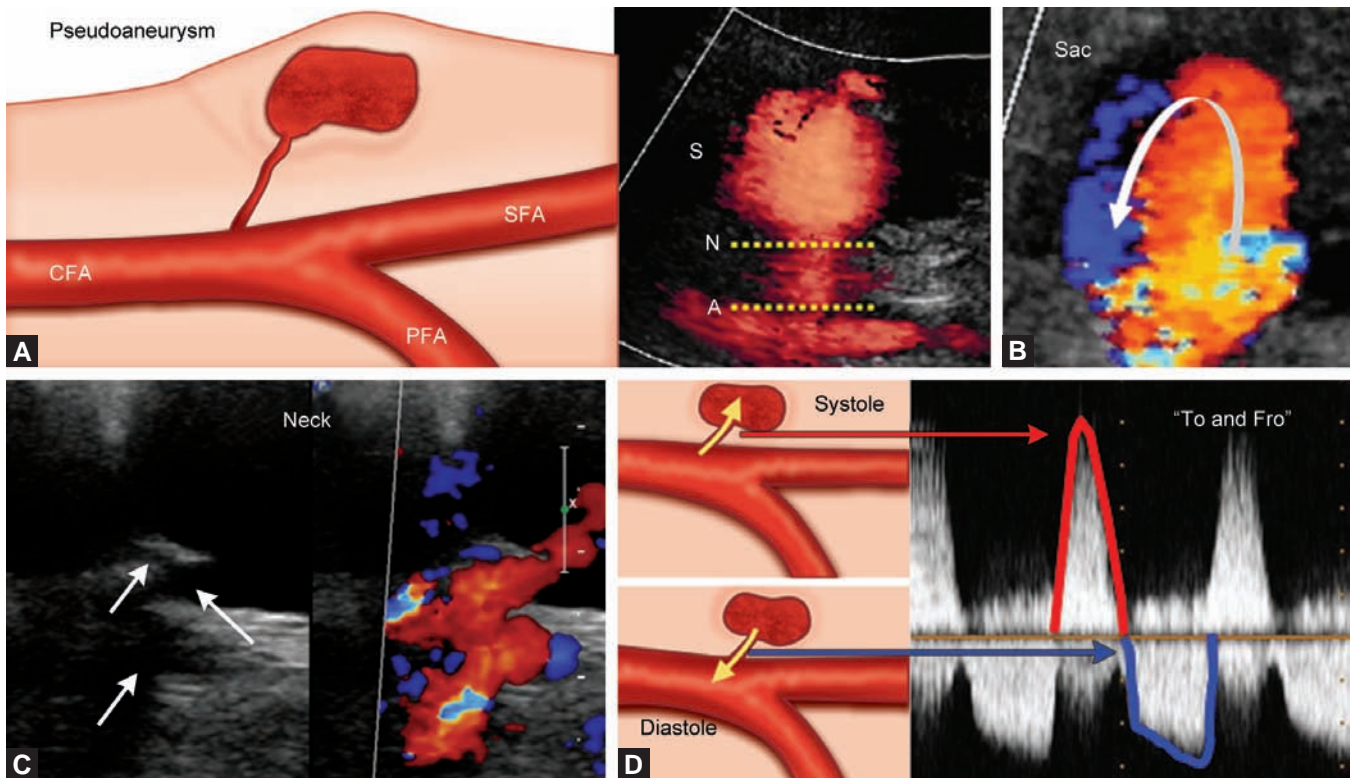 Pseudoaneurysm
SFA
CFA
PFA
A
S
N
A
Sac
B
Neck
x
C
Systole
Diastole
"To and Fro"
D